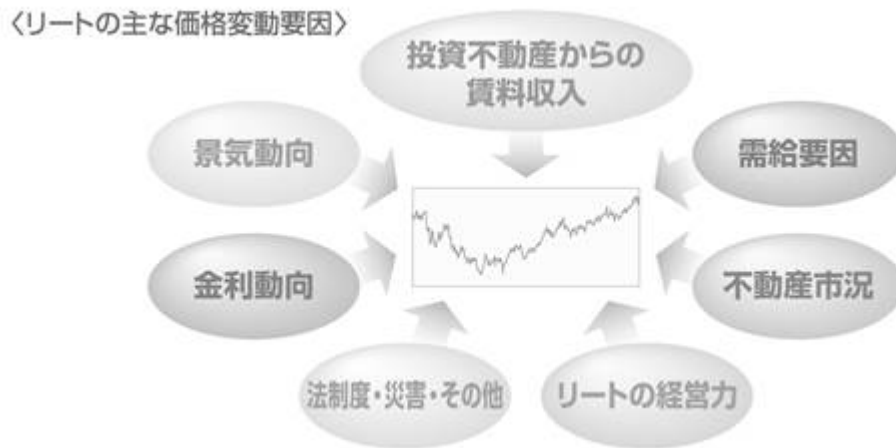 〈リートの主な価格変動要因〉
投資不動産からの
賃料収入
景気動向
需給要因
金利動向
不動産市況
法制度・災害・その他
リートの経営力